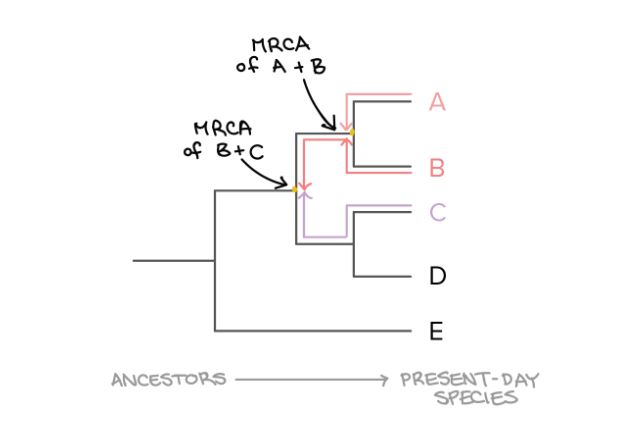 MRCA
of A + B
MRCA
of B+C
A
B
C
D
E
ANCESTORS
PRESENT-DAY
SPECIES